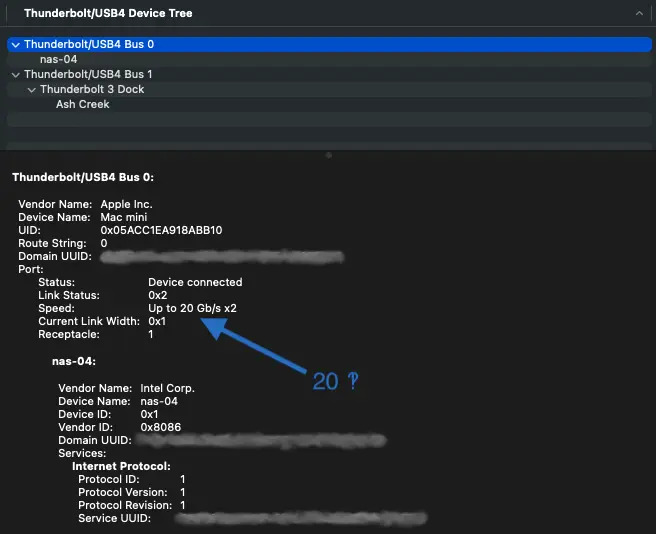 Thunderbolt/USB4 Device Tree
Thunderbolt/USB4 Bus 0
nas-04
Thunderbolt/USB4 Bus 1
Thunderbolt 3 Dock
Ash Creek
Thunderbolt/USB4 Bus 0:
Vendor Name: Apple Inc.
Device Name: Mac mini
UID: 0x05ACC1EA918ABB10
Route String: 0
Domain UUID:
Port:
Status: Device connected
Link Status: 0x2
Speed: Up to 20 Gb/s x2
Current Link Width: 0x1
Receptacle: 1
20 ‽
nas-04:
Vendor Name: Intel Corp.
Device Name: nas-04
Device ID: 0x1
Vendor ID: 0x8086
Domain UUID:
Services:
Internet Protocol:
Protocol ID: 1
Protocol Version: 1
Protocol Revision: 1
Service UUID: